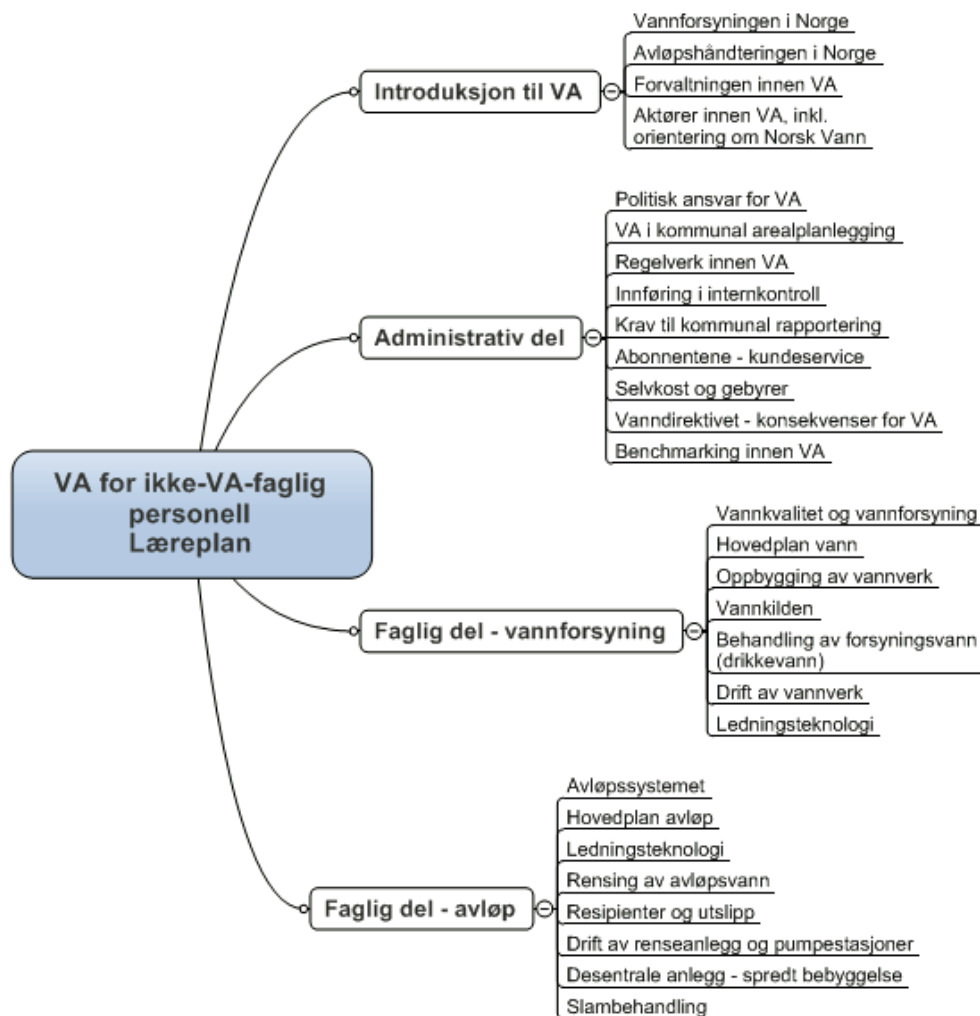 VA for ikke-VA-faglig
personell
Læreplan
Introduksjon til VA
Vannforsyningen i Norge
Avløpshåndteringen i Norge
Forvaltningen innen VA
Aktører innen VA, inkl.
orientering om Norsk Vann
Administrativ del
Politisk ansvar for VA
VA i kommunal arealplanlegging
Regelverk innen VA
Innføring i internkontroll
Krav til kommunal rapportering
Abonnentene - kundeservice
Selvkost og gebyrer
Vanndirektivet - konsekvenser for VA
Benchmarking innen VA
Faglig del - vannforsyning
Vannkvalitet og vannforsyning
Hovedplan vann
Oppbygging av vannverk
Vannkilden
Behandling av forsyningsvann
(drikkevann)
Drift av vannverk
Ledningsteknologi
Faglig del - avløp
Avløpssystemet
Hovedplan avløp
Ledningsteknologi
Rensing av avløpsvann
Resipienter og utslipp
Drift av renseanlegg og pumpestasjoner
Desentrale anlegg - spredt bebyggelse
Slambehandling